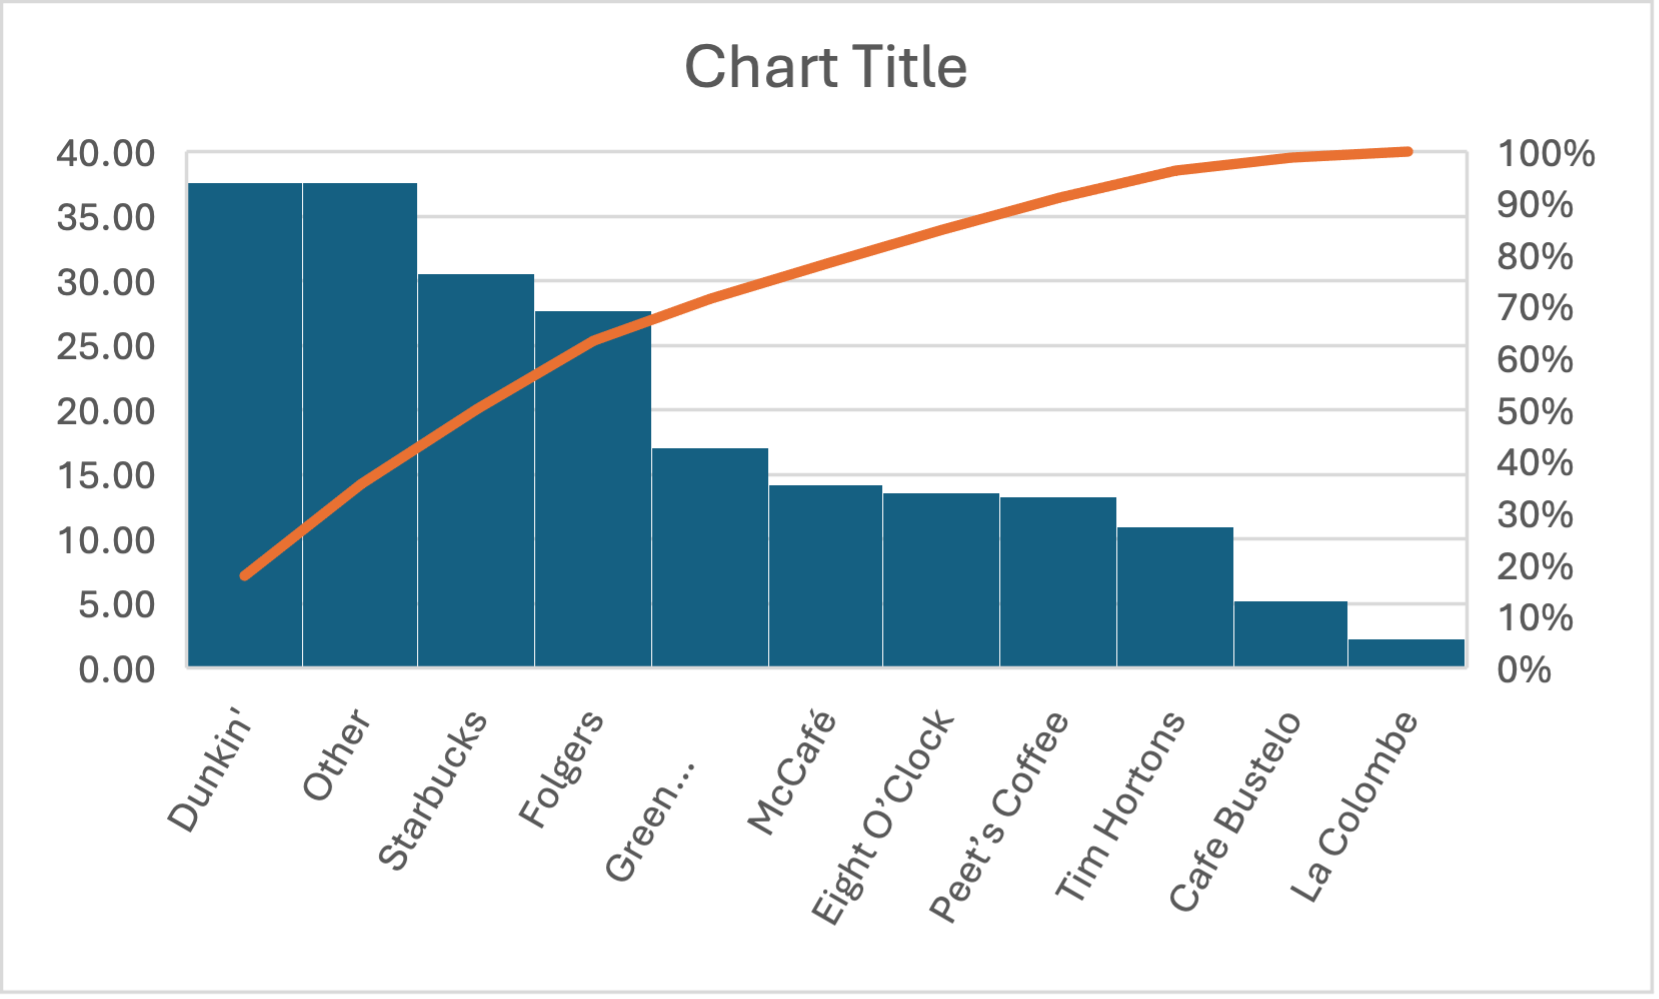 Chart Title
40.00
35.00
30.00
25.00
20.00
15.00
10.00
5.00
0.00
100%
90%
80%
70%
60%
50%
40%
30%
20%
10%
0%
Dunkin'
Other
Starbucks
Folgers
Green...
McCafé
Eight O’Clock
Peet’s Coffee
Tim Hortons
Cafe Bustelo
La Colombe